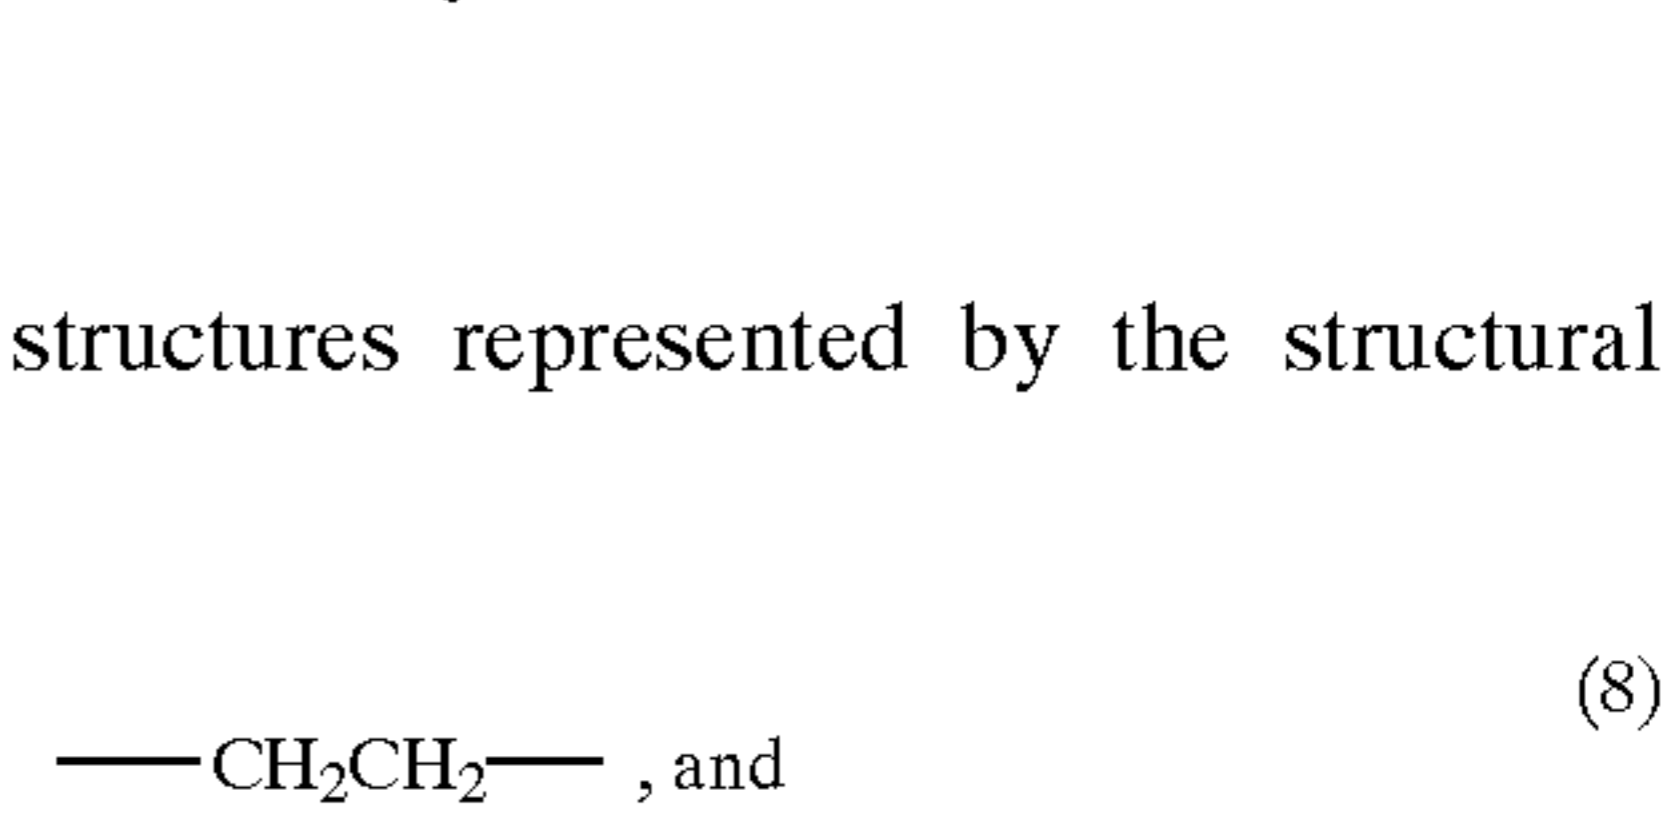 structures represented by the structural
(8)
—CH₂CH₂— , and